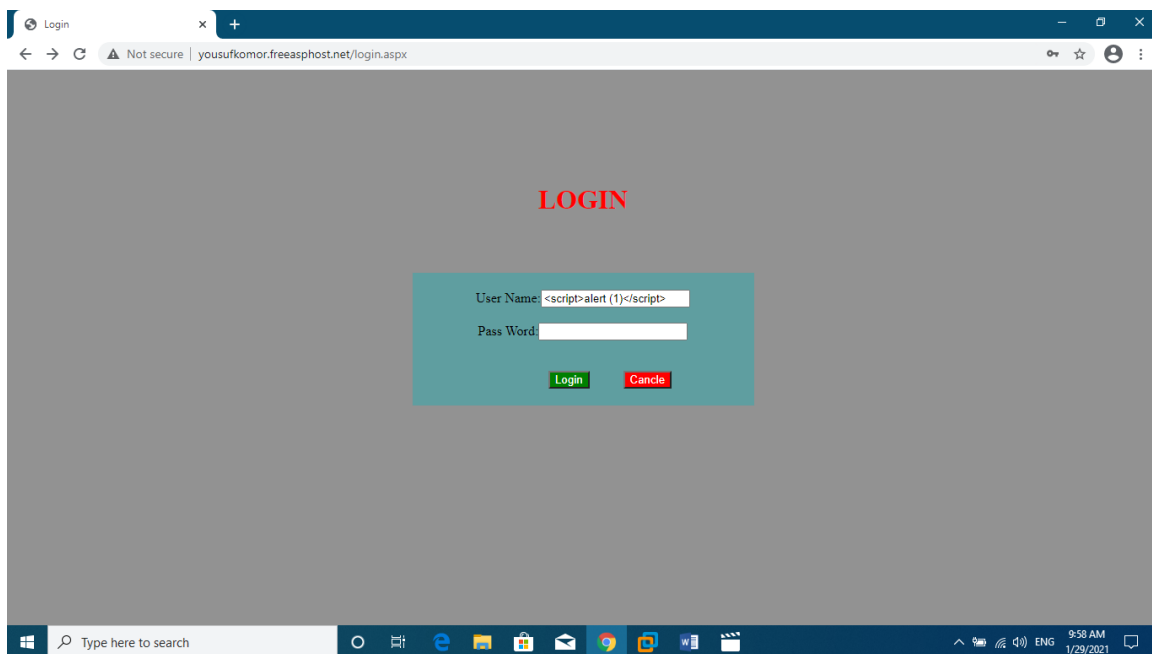 Login
Not secure yousufkomor.freeasphost.net/login.aspx
LOGIN
User Name: <script>alert (1)</script>
Pass Word:
Login Cancle
Type here to search
ENG 9:58 AM
1/29/2021